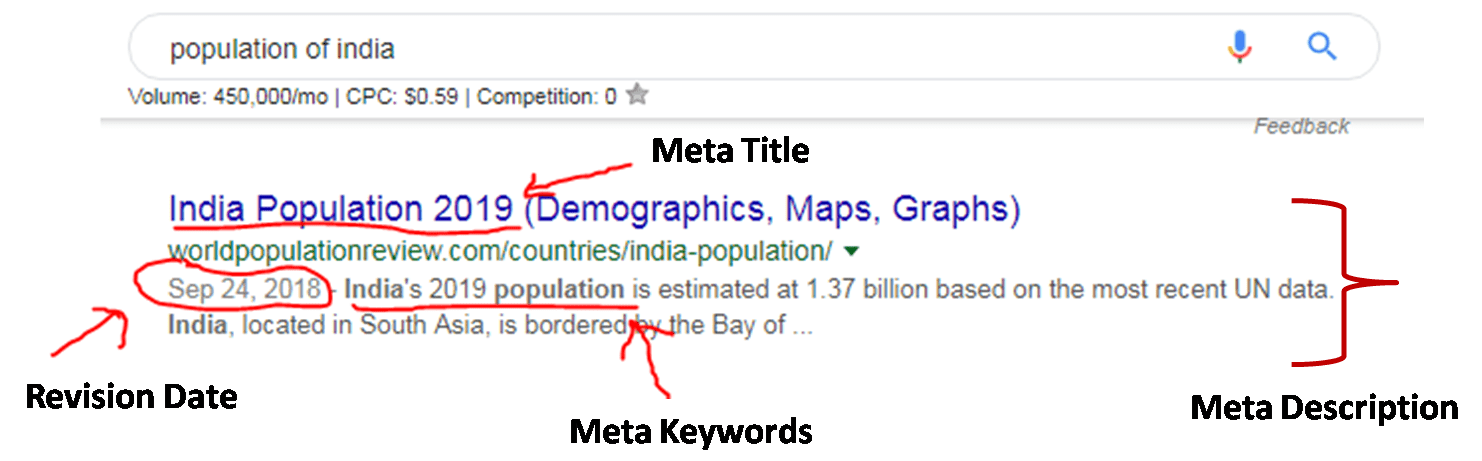 population of india
Volume: 450,000/mo | CPC: $0.59 | Competition: 0
Feedback
Meta Title
India Population 2019 (Demographics, Maps, Graphs)
worldpopulationreview.com/countries/india-population/
Sep 24, 2018 - India's 2019 population is estimated at 1.37 billion based on the most recent UN data.
India, located in South Asia, is bordered by the Bay of ...
Revision Date
Meta Keywords
Meta Description